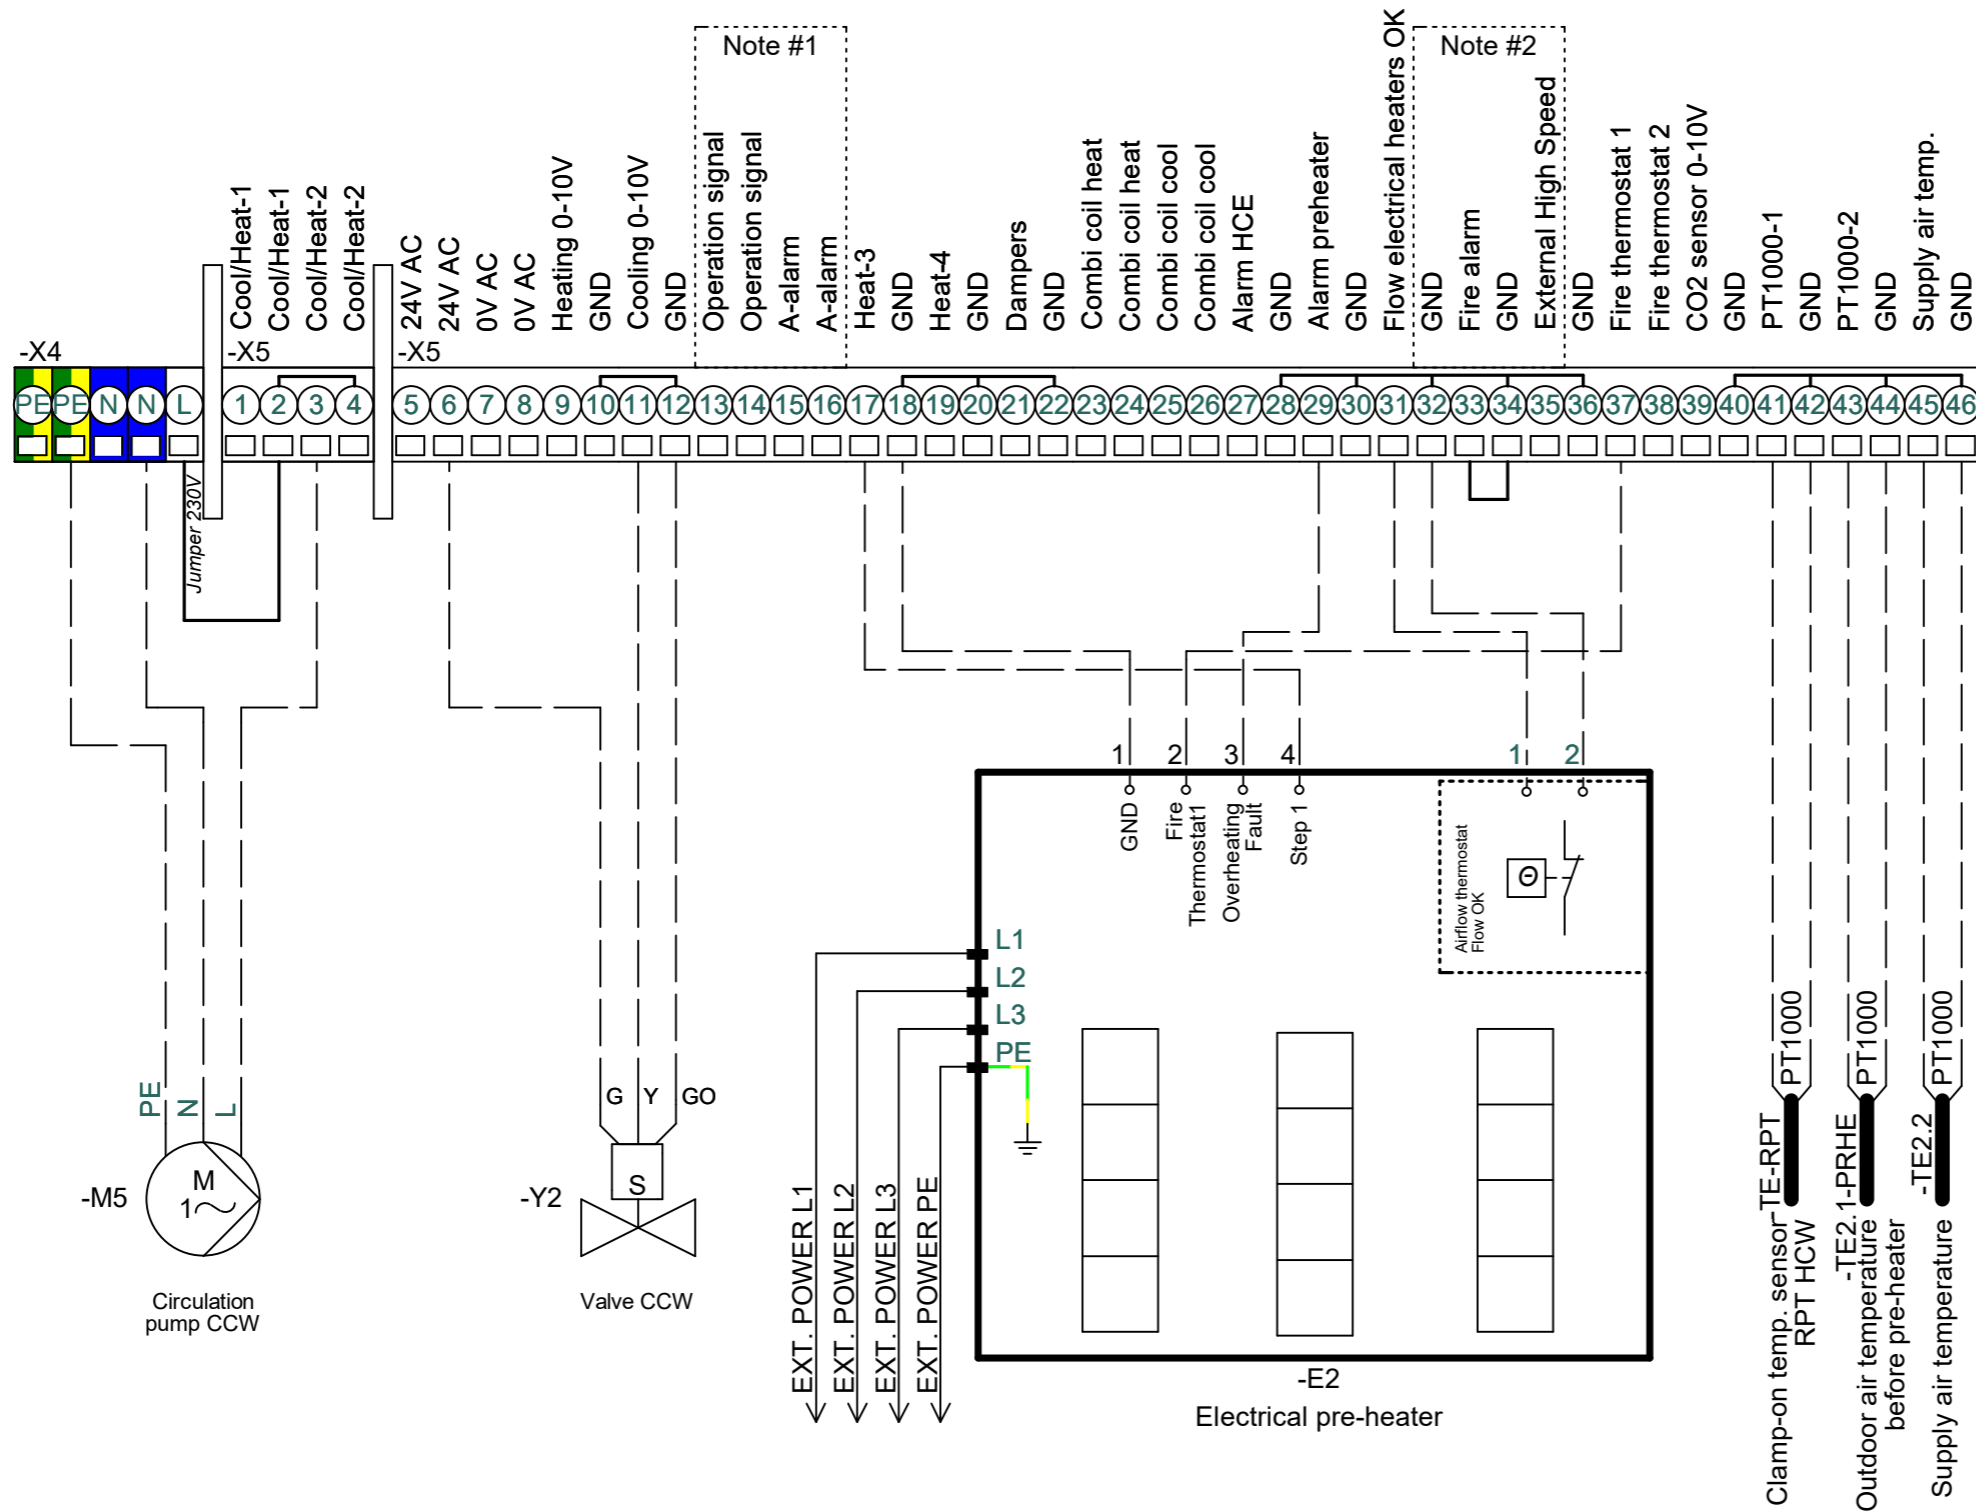 Note #1
Note #2
Cool/Heat-1
Cool/Heat-1
Cool/Heat-2
Cool/Heat-2
24V AC
24V AC
0V AC
0V AC
Heating 0-10V
GND
Cooling 0-10V
GND
Operation signal
Operation signal
A-alarm
A-alarm
Heat-3
GND
Heat-4
GND
Dampers
GND
Combi coil heat
Combi coil heat
Combi coil cool
Combi coil cool
Alarm HCE
GND
Alarm preheater
GND
Flow electrical heaters OK
GND
Fire alarm
GND
External High Speed
GND
Fire thermostat 1
Fire thermostat 2
CO2 sensor 0-10V
GND
PT1000-1
GND
PT1000-2
GND
Supply air temp.
GND
-X4
-X5
-X5
PE PE N N L 1 2 3 4 5 6 7 8 9 10 11 12 13 14 15 16 17 18 19 20 21 22 23 24 25 26 27 28 29 30 31 32 33 34 35 36 37 38 39 40 41 42 43 44 45 46
Jumper 230V
1 2 3 4 1 2
GND
Fire
Thermostat1
Overheating
Fault
Step 1
Airflow thermostat
Flow OK
Θ
L1
L2
L3
PE
PE
N
L
-M5
M
1~
Circulation
pump CCW
G Y GO
-Y2
S
Valve CCW
EXT. POWER L1
EXT. POWER L2
EXT. POWER L3
EXT. POWER PE
-E2
Electrical pre-heater
PT1000
-TE-RPT
Clamp-on temp. sensor
RPT HCW
PT1000
-TE2.1-PRHE
Outdoor air temperature
before pre-heater
PT1000
-TE2.2
Supply air temperature